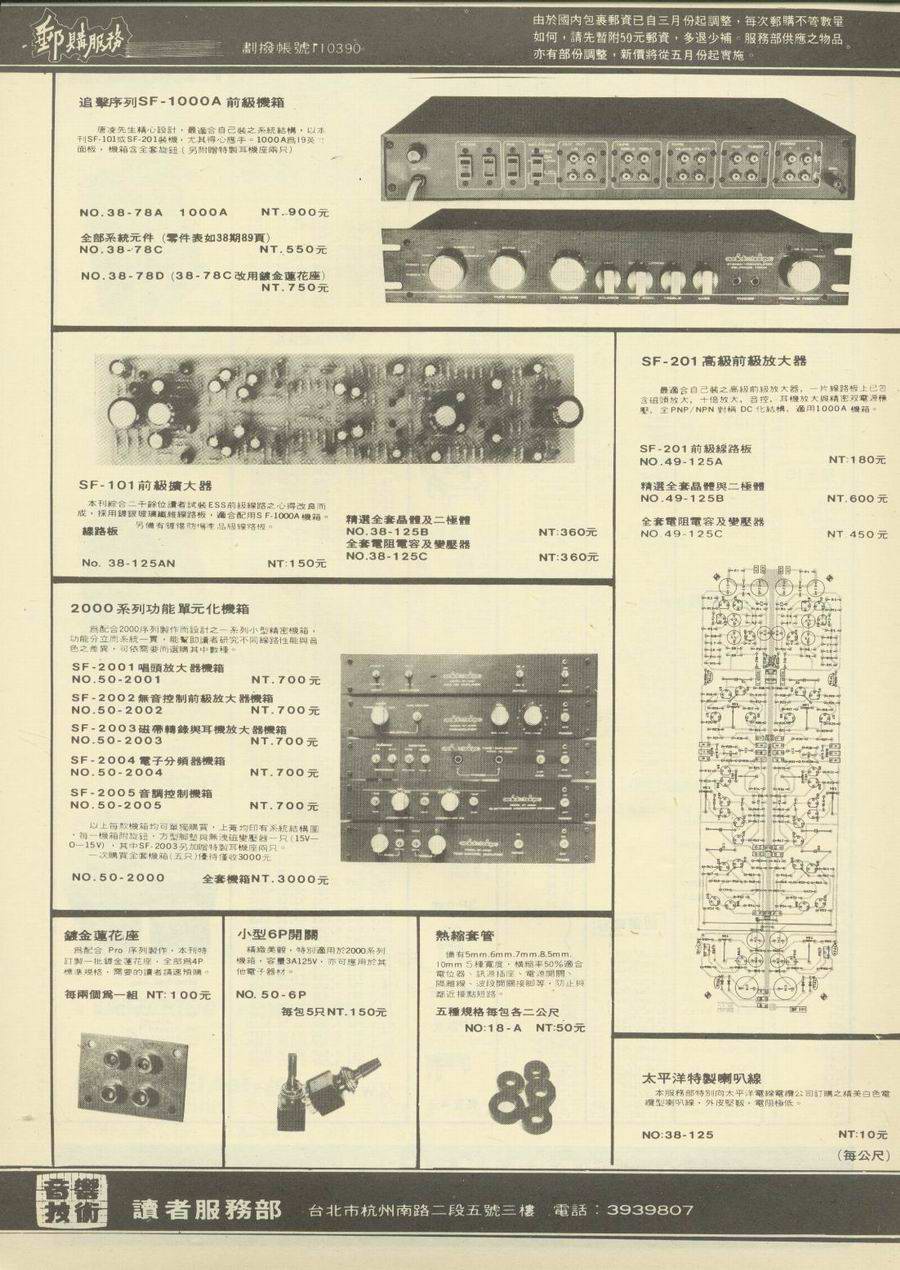 郵購服務
劃撥帳號110390
由於國內包裹郵資已自三月份起調整，每次郵購不管數量
如何，請先暫附50元郵資，多退少補。服務部供應之物品
亦有部份調整，新價將從五月份起實施。
追擊序列SF-1000A 前級機箱
唐凌先生精心設計，最適合自己裝之系統結構，以本
刊SF-101或SF-201裝機，尤其得心應手。1000A爲19英寸
面板，機箱含全套旋鈕（另附贈特製耳機座兩只）
NO.38-78A 1000A NT.900元
全部系統元件（零件表如38期89頁）
NO.38-78C NT.550元
NO.38-78D (38-78C改用鍍金蓮花座)
NT.750元
SF-101前級擴大器
本刊綜合二千餘位讀者試裝ESS前級線路之心得改良而
成，採用鍍銀玻璃纖維線路板，適合配用SF-1000A機箱。
線路板
No. 38-125AN NT:150元
精選全套晶體及二極體
NO.38-125B NT:360元
全套電阻電容及變壓器
NO.38-125C NT:360元
SF-201高級前級放大器
最適合自己裝之高級前級放大器，一片線路板上已包
含磁頭放大，十倍放大，音控，耳機放大與精密双電源穩
壓，全PNP/NPN 對稱 DC 化結構，適用1000A 機箱。
SF-201前級線路板
NO.49-125A NT:180元
精選全套晶體與二極體
NO.49-125B NT.600元
全套電阻電容及變壓器
NO 49-125C NT 450元
2000系列功能單元化機箱
爲配合2000序列製作而設計之一系列小型精密機箱，
功能分立而系統一貫，能幫助讀者研究不同線路性能與音
色之差異，可依需要而選購其中數種。
SF-2001唱頭放大器機箱
NO.50-2001 NT.700元
SF-2002無音控制前級放大器機箱
NO.50-2002 NT.700元
SF-2003磁帶轉錄與耳機放大器機箱
NO.50-2003 NT.700元
SF-2004電子分頻器機箱
NO.50-2004 NT.700元
SF-2005音調控制機箱
NO.50-2005 NT.700元
以上每款機箱均可單獨購買，上蓋均印有系統結構圖
，每一機箱附旋鈕，方型腳墊與無洩磁變壓器一只(15V—
0—15V)，其中SF-2003另加贈特製耳機座兩只。
一次購買全套機箱(五只)優待僅收3000元
NO.50-2000 全套機箱NT.3000元
鍍金蓮花座
爲配合 Pro 序列製作，本刊特
訂製一批鍍金蓮花座，全部爲4P
標準規格，需要的讀者請速預購。
每兩個爲一組 NT: 100元
小型6P開關
精緻美觀，特別適用於2000系列
機箱，容量3A125V，亦可應用於其
他電子器材。
NO. 50-6P
每包5只NT.150元
熱縮套管
備有5mm.6mm.7mm.8.5mm.
10mm 5種寬度，橫縮率50%適合
電位器、訊源插座、電源開關、
隔離線、波段開關接脚等，防止與
鄰近接點短路。
五種規格每包各二公尺
NO:18-A NT:50元
太平洋特製喇叭線
本服務部特別向太平洋電線電纜公司訂購之精美白色電
纜型喇叭線，外皮堅韌，電阻極低。
NO:38-125 NT:10元
（每公尺）
音響
技術
讀者服務部 台北市杭州南路二段五號三樓 電話：3939807